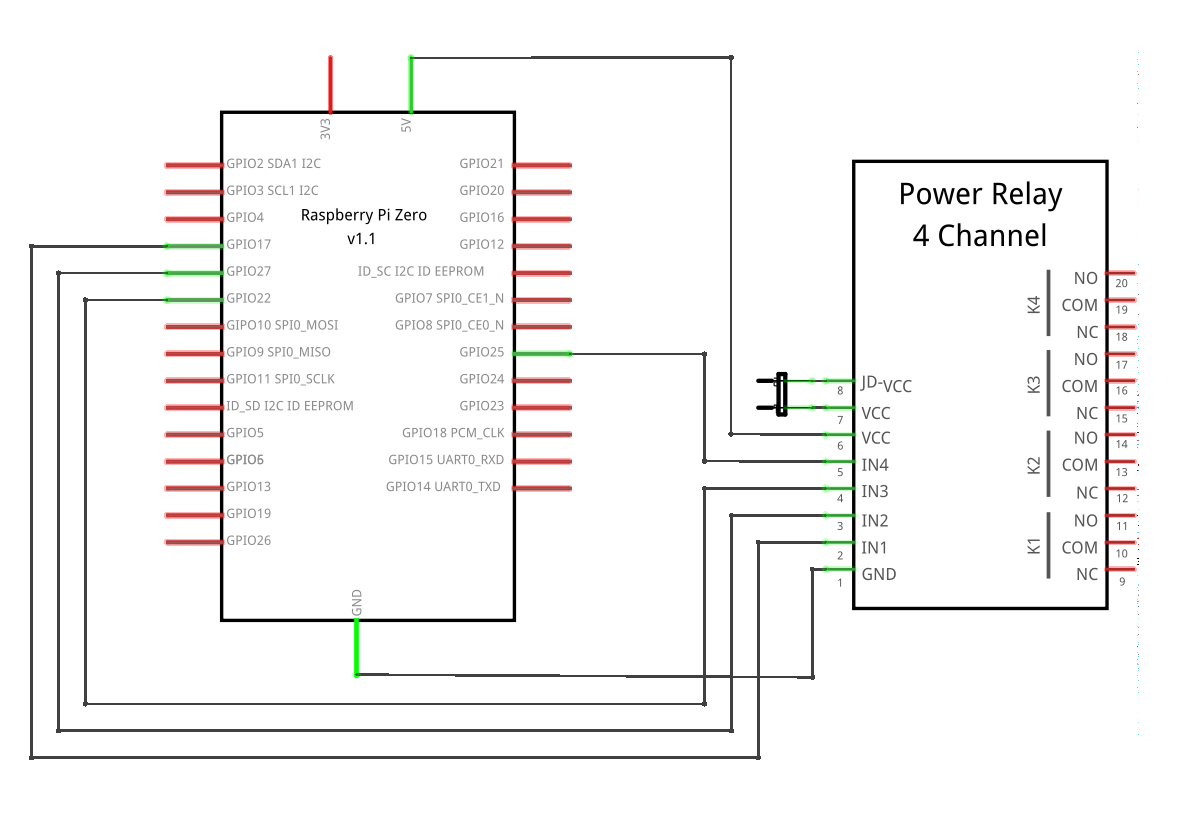 3V3
5V
GPIO2 SDA1 I2C
GPIO21
GPIO3 SCL1 I2C
GPIO20
GPIO4
Raspberry Pi Zero
v1.1
GPIO16
GPIO17
GPIO12
GPIO27
ID_SC I2C ID EEPROM
GPIO22
GPIO7 SPI0_CE1_N
GIPO10 SPI0_MOSI
GPIO8 SPI0_CE0_N
GPIO9 SPI0_MISO
GPIO25
GPIO11 SPI0_SCLK
GPIO24
ID_SD I2C ID EEPROM
GPIO23
GPIO5
GPIO18 PCM_CLK
GPIO6
GPIO15 UART0_RXD
GPIO13
GPIO14 UART0_TXD
GPIO19
GPIO26
GND
Power Relay
4 Channel
JD-VCC
8
VCC
7
VCC
6
IN4
5
IN3
4
IN2
3
IN1
2
GND
1
K4
NO
20
COM
19
NC
18
K3
NO
17
COM
16
NC
15
K2
NO
14
COM
13
NC
12
K1
NO
11
COM
10
NC
9